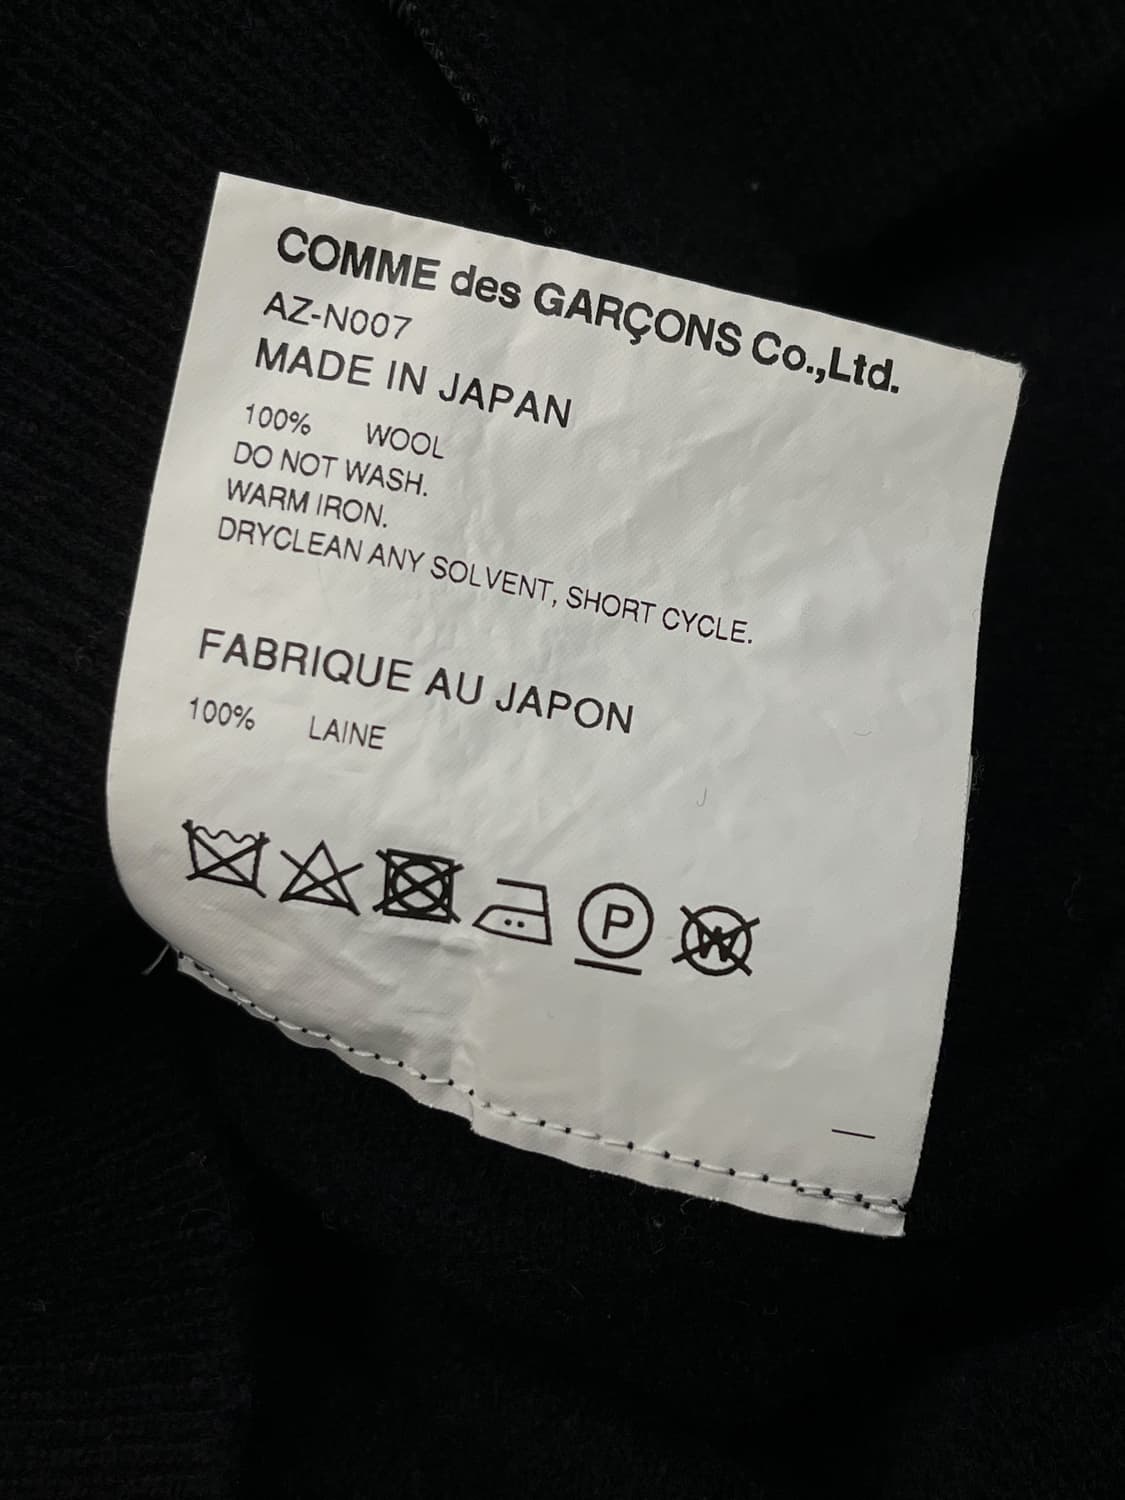 COMME des GARÇONS Co.,Ltd.
AZ-N007
MADE IN JAPAN
100% WOOL
DO NOT WASH.
WARM IRON.
DRYCLEAN ANY SOLVENT, SHORT CYCLE.
FABRIQUE AU JAPON
100% LAINE
P W